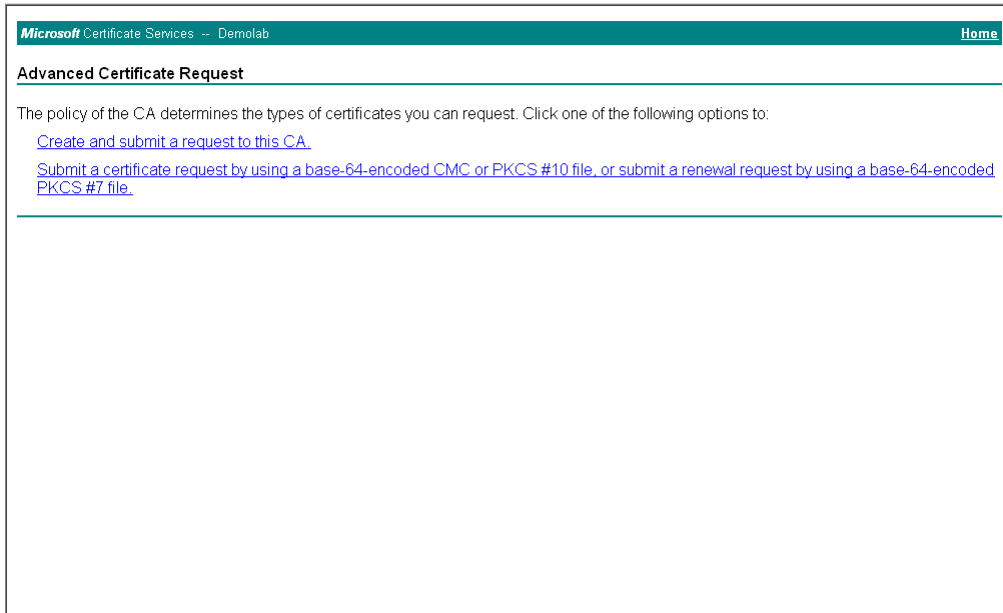 Microsoft Certificate Services -- Demolab Home
Advanced Certificate Request
The policy of the CA determines the types of certificates you can request. Click one of the following options to:
Create and submit a request to this CA.
Submit a certificate request by using a base-64-encoded CMC or PKCS #10 file, or submit a renewal request by using a base-64-encoded
PKCS #7 file.